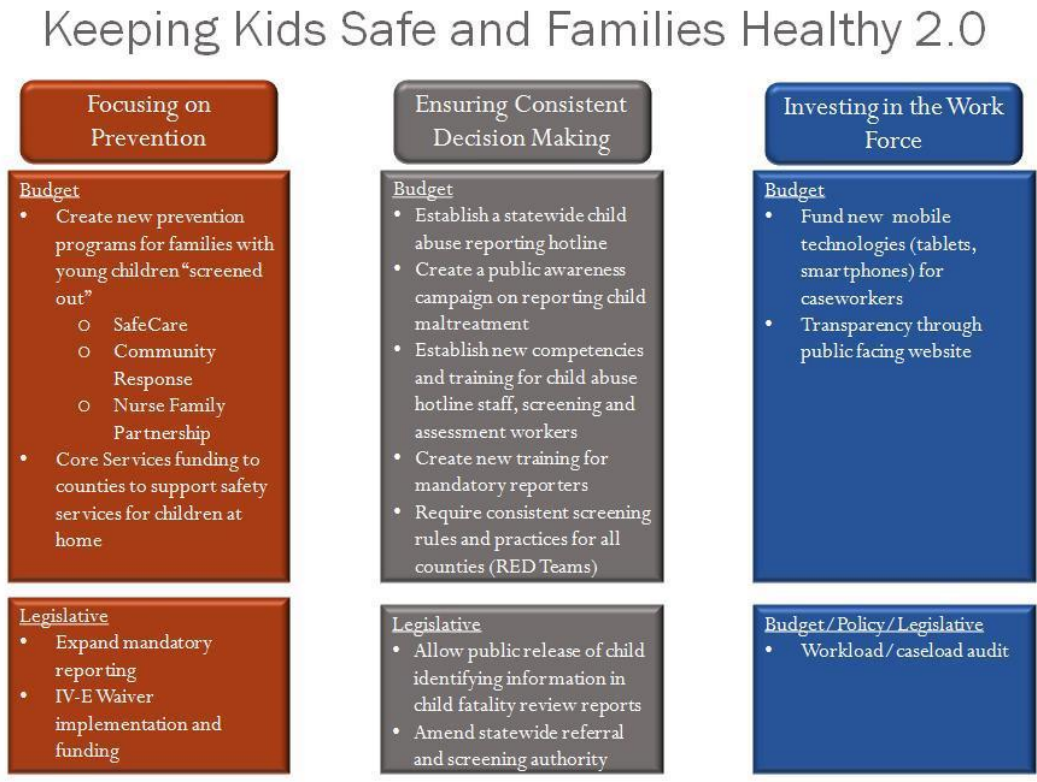 Keeping Kids Safe and Families Healthy 2.0
Focusing on
Prevention
Budget
• Create new prevention
programs for families with
young children “screened
out”
o SafeCare
o Community
Response
o Nurse Family
Partnership
• Core Services funding to
counties to support safety
services for children at
home
Legislative
• Expand mandatory
reporting
• IV-E Waiver
implementation and
funding
Ensuring Consistent
Decision Making
Budget
• Establish a statewide child
abuse reporting hotline
• Create a public awareness
campaign on reporting child
maltreatment
• Establish new competencies
and training for child abuse
hotline staff, screening and
assessment workers
• Create new training for
mandatory reporters
• Require consistent screening
rules and practices for all
counties (RED Teams)
Legislative
• Allow public release of child
identifying information in
child fatality review reports
• Amend statewide referral
and screening authority
Investing in the Work
Force
Budget
• Fund new mobile
technologies (tablets,
smartphones) for
caseworkers
• Transparency through
public facing website
Budget/Policy/Legislative
• Workload/caseload audit